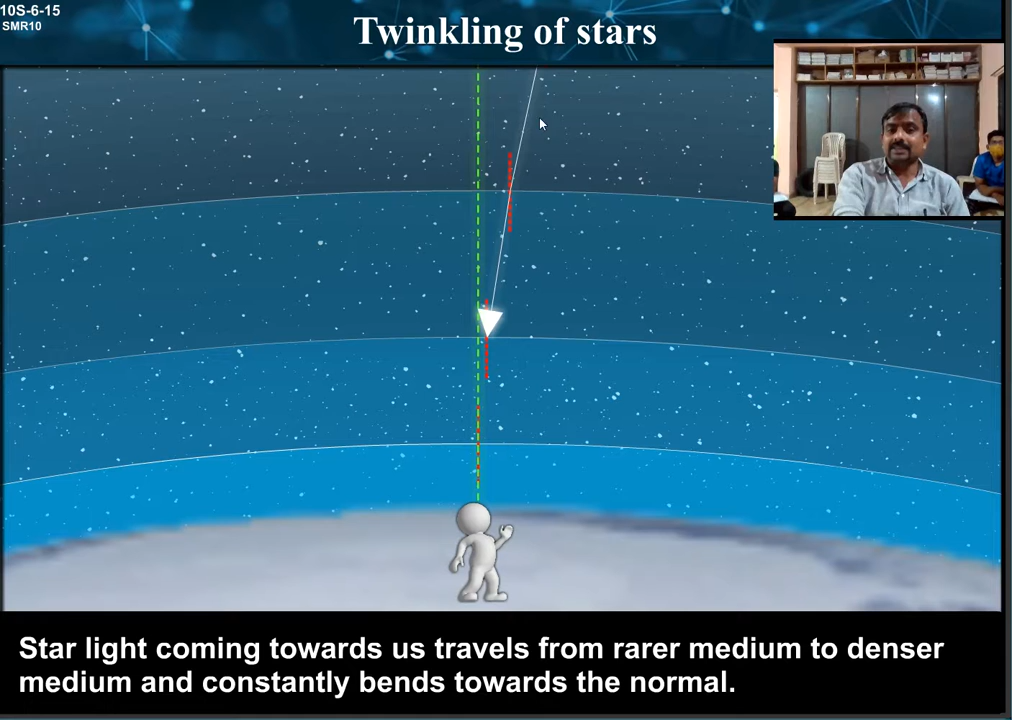 10S-6-15
SMR10
Twinkling of stars
Star light coming towards us travels from rarer medium to denser
medium and constantly bends towards the normal.